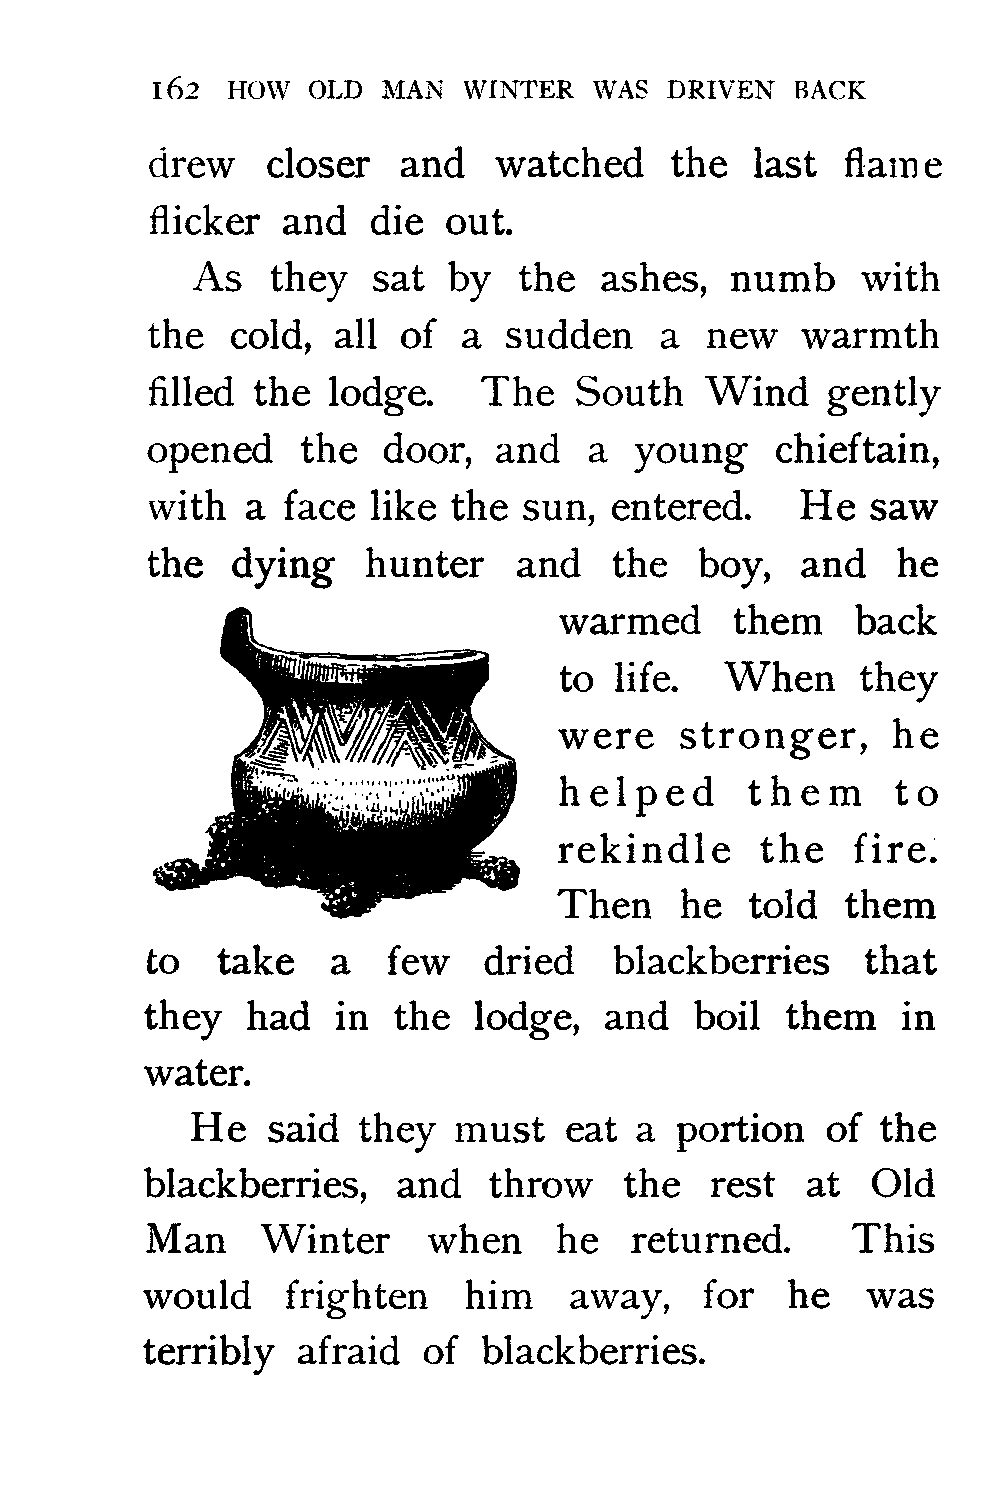 162 HOW OLD MAN WINTER WAS DRIVEN BACK
drew closer and watched the last flame
flicker and die out.
As they sat by the ashes, numb with
the cold, all of a sudden a new warmth
filled the lodge. The South Wind gently
opened the door, and a young chieftain,
with a face like the sun, entered. He saw
the dying hunter and the boy, and he
warmed them back
to life. When they
were stronger, he
helped them to
rekindle the fire.
Then he told them
to take a few dried blackberries that
they had in the lodge, and boil them in
water.
He said they must eat a portion of the
blackberries, and throw the rest at Old
Man Winter when he returned. This
would frighten him away, for he was
terribly afraid of blackberries.